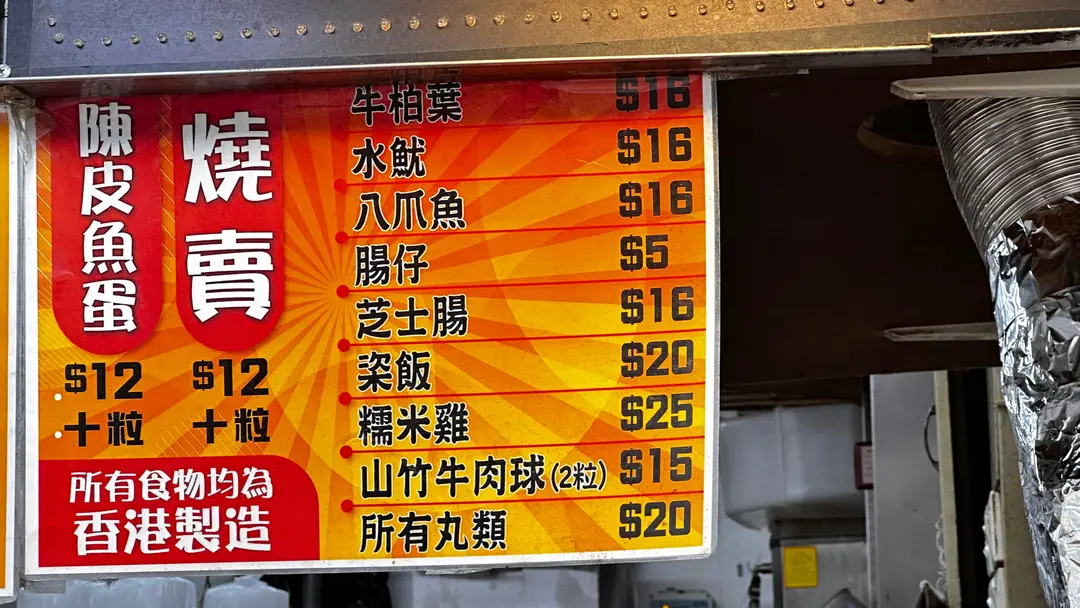 陳皮魚蛋
$12
十粒
燒賣
$12
十粒
所有食物均為
香港製造
牛柏葉 $16
水魷 $16
八爪魚 $16
腸仔 $5
芝士腸 $16
粢飯 $20
糯米雞 $25
山竹牛肉球(2粒) $15
所有丸類 $20